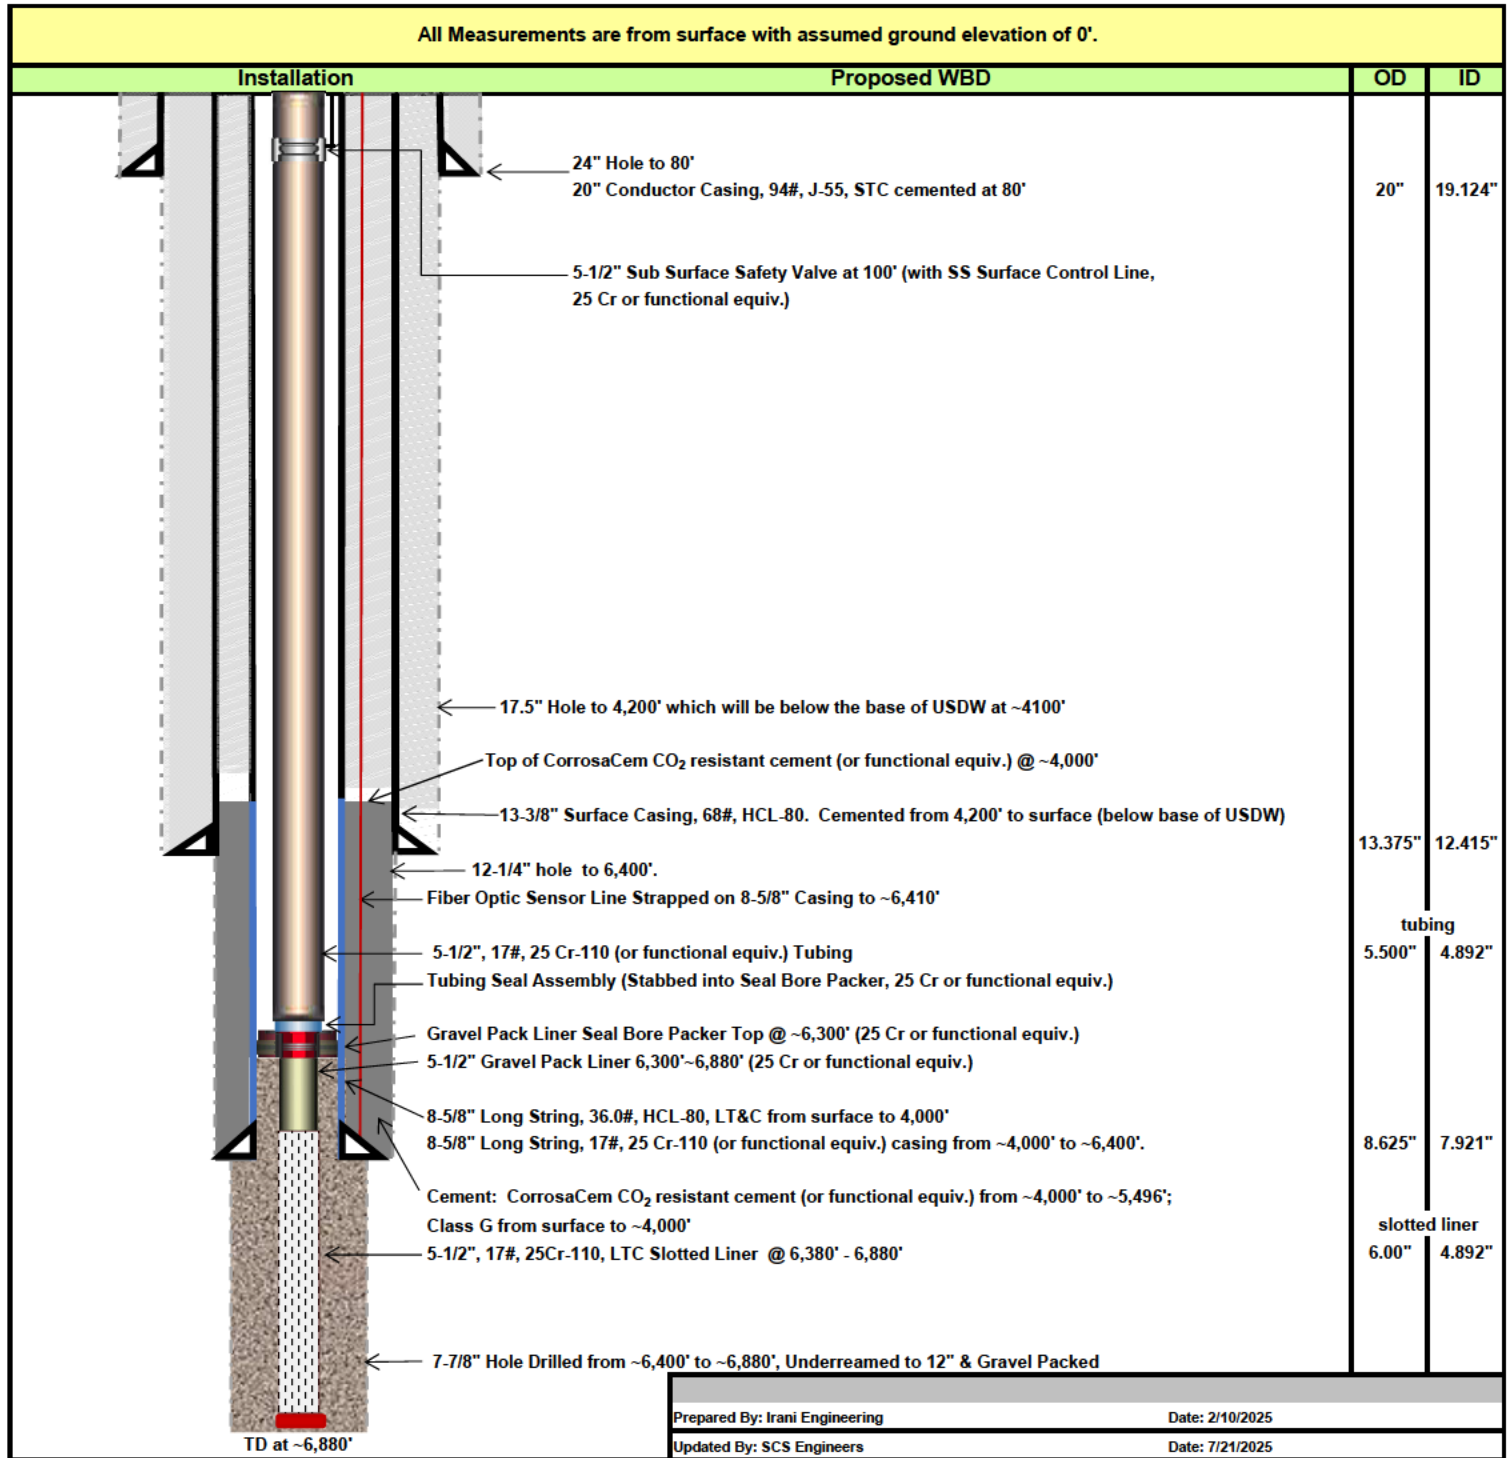 All Measurements are from surface with assumed ground elevation of 0'.
Installation
Proposed WBD
OD
ID
24" Hole to 80'
20" Conductor Casing, 94#, J-55, STC cemented at 80'
20"
19.124"
5-1/2" Sub Surface Safety Valve at 100' (with SS Surface Control Line,
25 Cr or functional equiv.)
17.5" Hole to 4,200' which will be below the base of USDW at ~4100'
Top of CorrosaCem CO₂ resistant cement (or functional equiv.) @ ~4,000'
13-3/8" Surface Casing, 68#, HCL-80.  Cemented from 4,200' to surface (below base of USDW)
13.375"
12.415"
12-1/4" hole  to 6,400'.
Fiber Optic Sensor Line Strapped on 8-5/8" Casing to ~6,410'
tubing
5-1/2", 17#, 25 Cr-110 (or functional equiv.) Tubing
5.500"
4.892"
Tubing Seal Assembly (Stabbed into Seal Bore Packer, 25 Cr or functional equiv.)
Gravel Pack Liner Seal Bore Packer Top @ ~6,300' (25 Cr or functional equiv.)
5-1/2" Gravel Pack Liner 6,300'~6,880' (25 Cr or functional equiv.)
8-5/8" Long String, 36.0#, HCL-80, LT&C from surface to 4,000'
8-5/8" Long String, 17#, 25 Cr-110 (or functional equiv.) casing from ~4,000' to ~6,400'.
8.625"
7.921"
Cement:  CorrosaCem CO₂ resistant cement (or functional equiv.) from ~4,000' to ~5,496';
Class G from surface to ~4,000'
slotted liner
5-1/2", 17#, 25Cr-110, LTC Slotted Liner  @ 6,380' - 6,880'
6.00"
4.892"
7-7/8" Hole Drilled from ~6,400' to ~6,880', Underreamed to 12" & Gravel Packed
TD at ~6,880'
Prepared By: Irani Engineering
Date: 2/10/2025
Updated By: SCS Engineers
Date: 7/21/2025